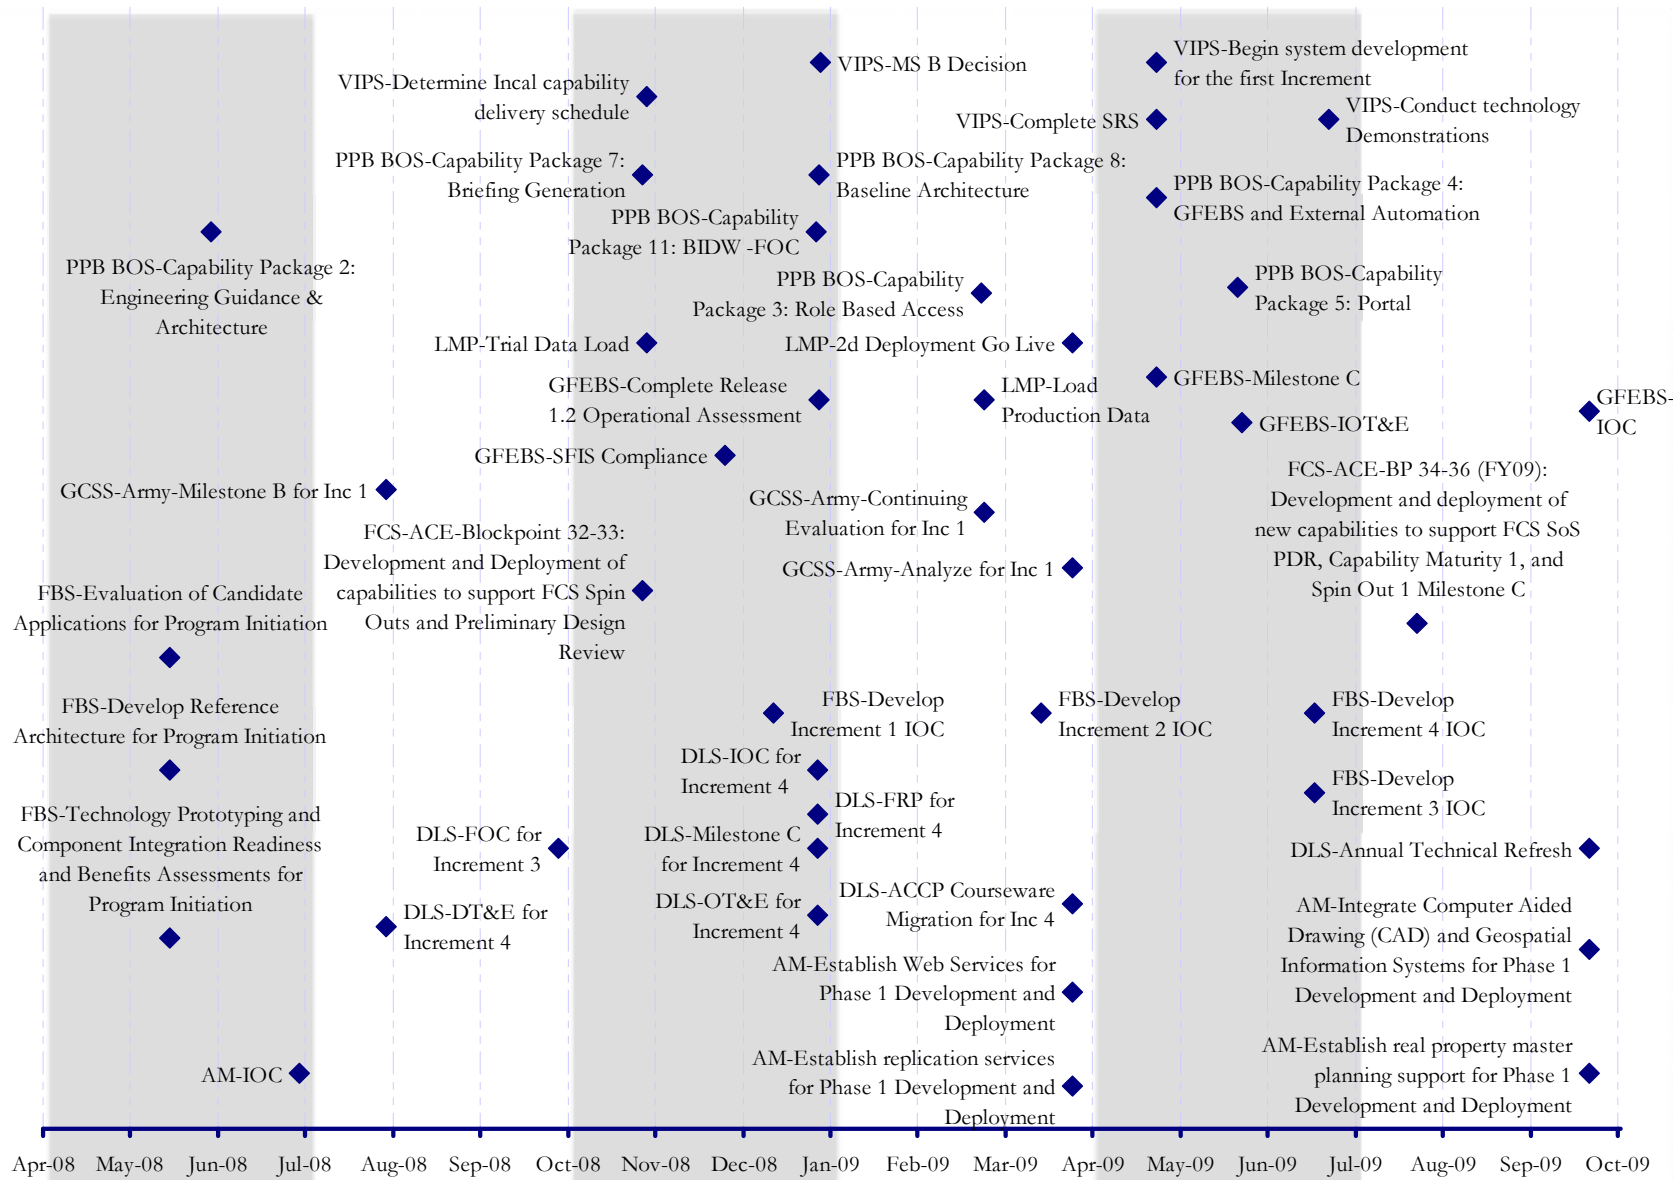 VIPS-MS B Decision
VIPS-Begin system development
for the first Increment
VIPS-Determine Incal capability
delivery schedule
VIPS-Complete SRS
VIPS-Conduct technology
Demonstrations
PPB BOS-Capability Package 7:
Briefing Generation
PPB BOS-Capability Package 8:
Baseline Architecture
PPB BOS-Capability Package 4:
GFEBS and External Automation
PPB BOS-Capability
Package 11: BIDW -FOC
PPB BOS-Capability Package 2:
Engineering Guidance &
Architecture
PPB BOS-Capability
Package 3: Role Based Access
PPB BOS-Capability
Package 5: Portal
LMP-Trial Data Load
LMP-2d Deployment Go Live
GFEBS-Complete Release
1.2 Operational Assessment
LMP-Load
Production Data
GFEBS-Milestone C
GFEBS-
IOC
GFEBS-IOT&E
GFEBS-SFIS Compliance
GCSS-Army-Milestone B for Inc 1
GCSS-Army-Continuing
Evaluation for Inc 1
FCS-ACE-BP 34-36 (FY09):
Development and deployment of
new capabilities to support FCS SoS
PDR, Capability Maturity 1, and
Spin Out 1 Milestone C
FCS-ACE-Blockpoint 32-33:
Development and Deployment of
capabilities to support FCS Spin
Outs and Preliminary Design
Review
GCSS-Army-Analyze for Inc 1
FBS-Evaluation of Candidate
Applications for Program Initiation
FBS-Develop Reference
Architecture for Program Initiation
FBS-Develop
Increment 1 IOC
FBS-Develop
Increment 2 IOC
FBS-Develop
Increment 4 IOC
DLS-IOC for
Increment 4
FBS-Develop
Increment 3 IOC
FBS-Technology Prototyping and
Component Integration Readiness
and Benefits Assessments for
Program Initiation
DLS-FRP for
Increment 4
DLS-FOC for
Increment 3
DLS-Milestone C
for Increment 4
DLS-Annual Technical Refresh
DLS-DT&E for
Increment 4
DLS-OT&E for
Increment 4
DLS-ACCP Courseware
Migration for Inc 4
AM-Integrate Computer Aided
Drawing (CAD) and Geospatial
Information Systems for Phase 1
Development and Deployment
AM-Establish Web Services for
Phase 1 Development and
Deployment
AM-IOC
AM-Establish replication services
for Phase 1 Development and
Deployment
AM-Establish real property master
planning support for Phase 1
Development and Deployment
Apr-08 May-08 Jun-08 Jul-08 Aug-08 Sep-08 Oct-08 Nov-08 Dec-08 Jan-09 Feb-09 Mar-09 Apr-09 May-09 Jun-09 Jul-09 Aug-09 Sep-09 Oct-09